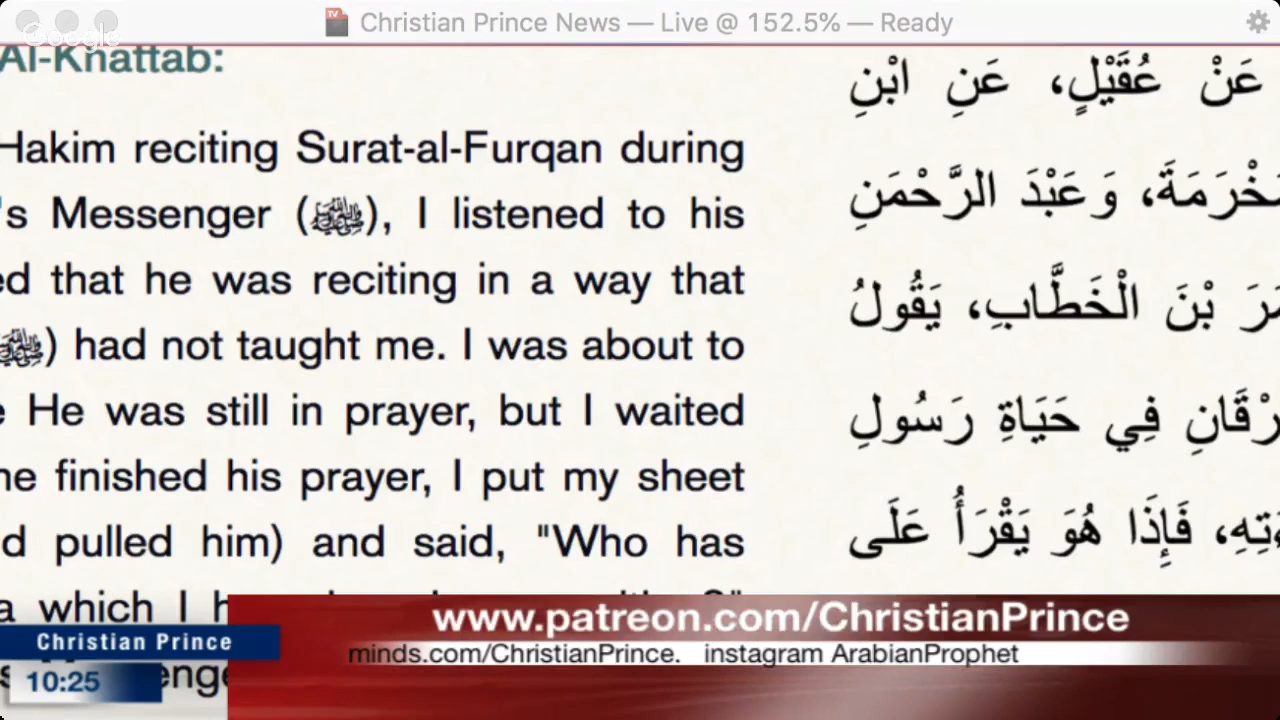 Christian Prince News — Live @ 152.5% — Ready
Google
Al-Khattab:
Hakim reciting Surat-al-Furqan during
's Messenger (ﷺ), I listened to his
ed that he was reciting in a way that
ﷺ) had not taught me. I was about to
e He was still in prayer, but I waited
he finished his prayer, I put my sheet
d pulled him) and said, "Who has
a which I h
عَنْ عُقَيْلٍ، عَنِ ابْنِ
مَخْرَمَةَ، وَعَبْدَ الرَّحْمَنِ
مَرَ بْنَ الْخَطَّابِ، يَقُولُ
رْقَانِ فِي حَيَاةِ رَسُولِ
ءَتِهِ، فَإِذَا هُوَ يَقْرَأُ عَلَى
www.patreon.com/ChristianPrince
Christian Prince
minds.com/ChristianPrince. instagram ArabianProphet
10:25
enge